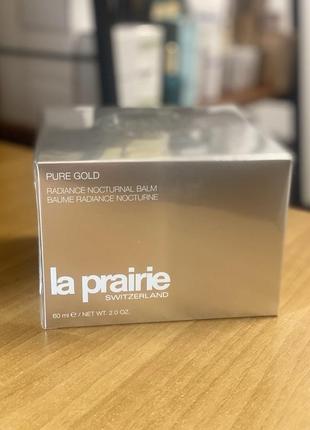 PURE GOLD
RADIANCE NOCTURNAL BALM
BAUME RADIANCE NOCTURNE
la prairie
SWITZERLAND
60 ml ℮ / NET WT. 2.0 OZ.